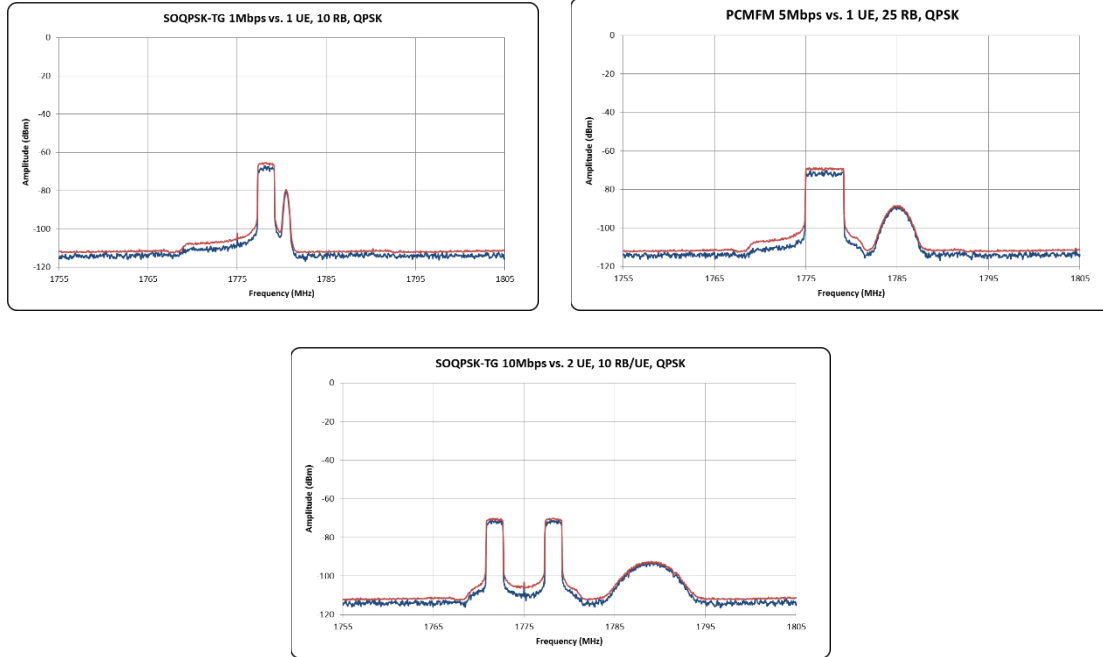 SOQPSK-TG 1Mbps vs. 1 UE, 10 RB, QPSK
0
-20
-40
-60
-80
-100
-120
Amplitude (dBm)
1755 1765 1775 1785 1795 1805
Frequency (MHz)
PCMFM 5Mbps vs. 1 UE, 25 RB, QPSK
0
-20
-40
-60
-80
-100
-120
Amplitude (dBm)
1755 1765 1775 1785 1795 1805
Frequency (MHz)
SOQPSK-TG 10Mbps vs. 2 UE, 10 RB/UE, QPSK
0
-20
-40
-60
80
100
120
Amplitude (dBm)
1755 1765 1775 1785 1795 1805
Frequency (MHz)